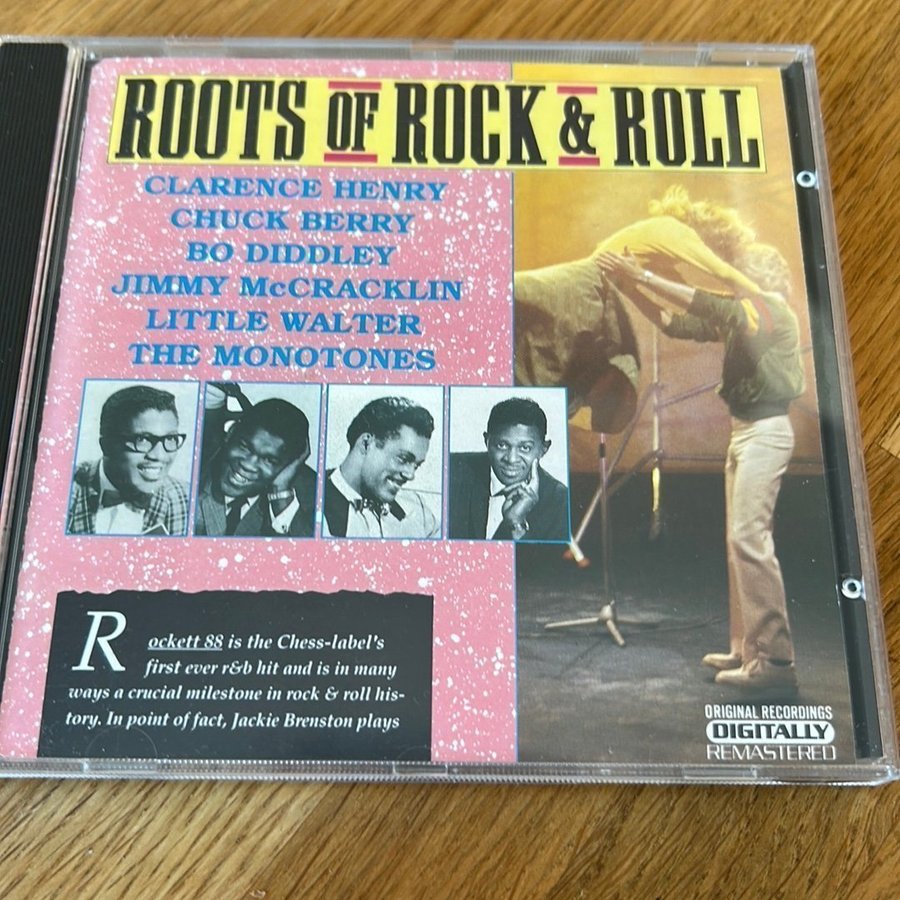 ROOTS OF ROCK & ROLL
CLARENCE HENRY
CHUCK BERRY
BO DIDDLEY
JIMMY McCRACKLIN
LITTLE WALTER
THE MONOTONES
Rockett 88 is the Chess-label's
first ever r&b hit and is in many
ways a crucial milestone in rock & roll his-
tory. In point of fact, Jackie Brenston plays
ORIGINAL RECORDINGS
DIGITALLY
REMASTERED